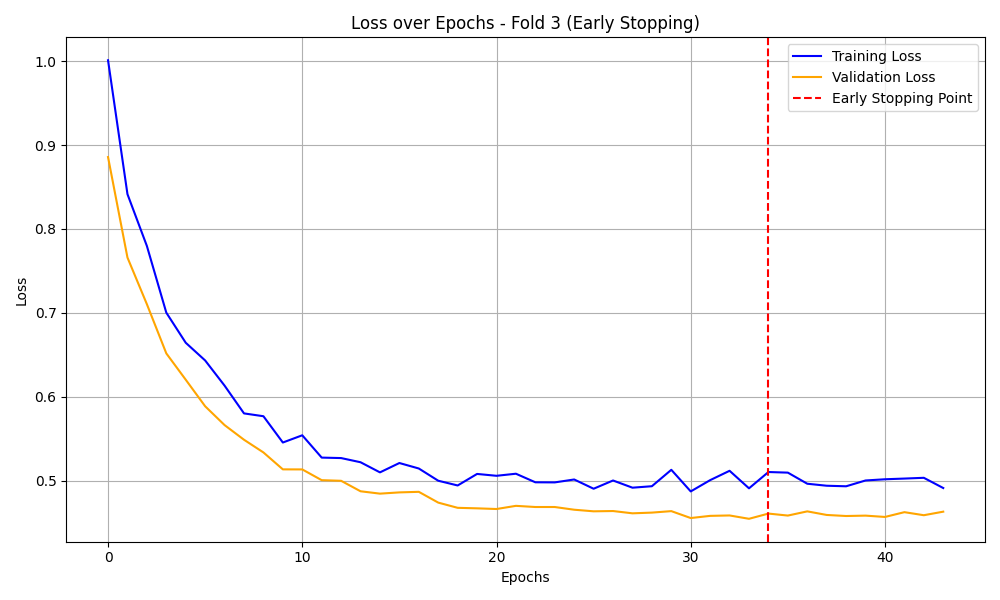 Loss over Epochs - Fold 3 (Early Stopping)
Training Loss
Validation Loss
Early Stopping Point
Loss
1.0
0.9
0.8
0.7
0.6
0.5
0 10 20 30 40
Epochs